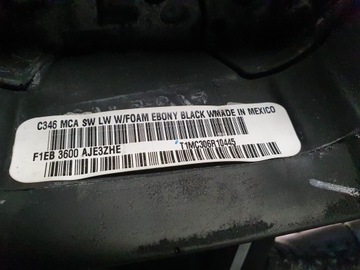 C346 MCA SW LW W/FOAM EBONY BLACK WMADE IN MEXICO
F1EB 3600 AJE3ZHE
T1MC306R10445